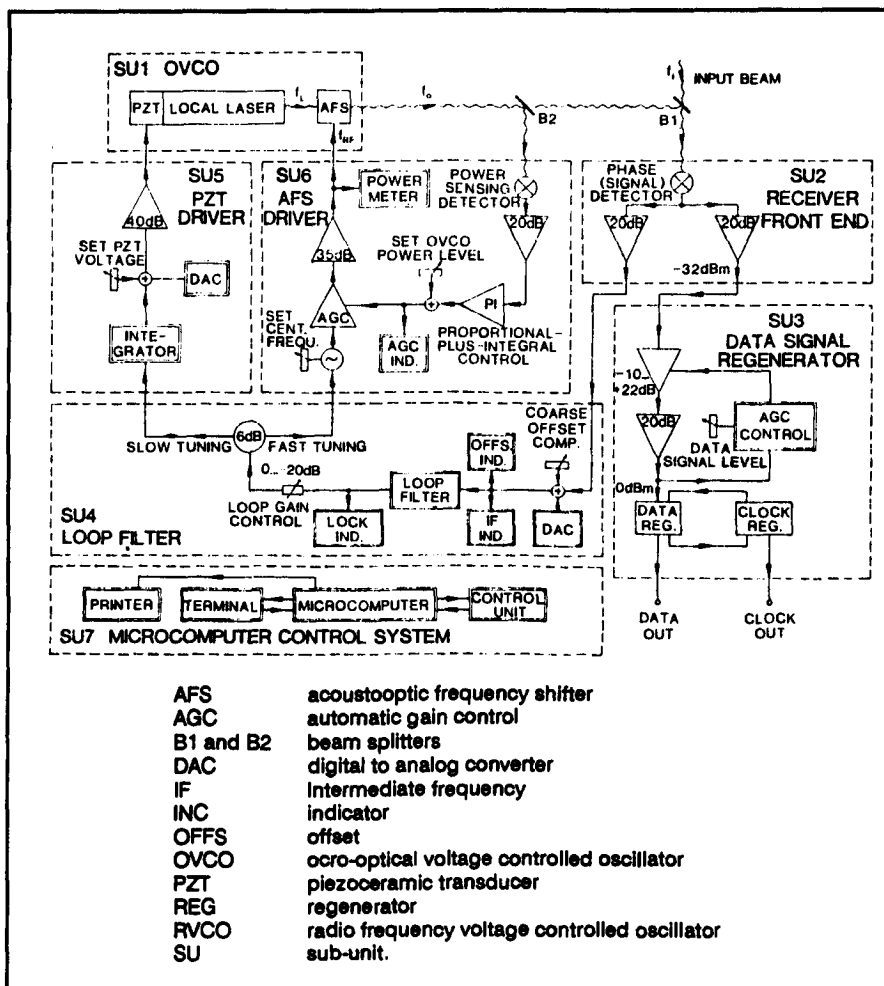 SU1 OVCO
PZT
LOCAL LASER
AFS
INPUT BEAM
B2
B1
SU5
PZT
DRIVER
40dB
SET PZT
VOLTAGE
DAC
INTE-
GRATOR
SU6
AFS
DRIVER
POWER
METER
35dB
AGC
SET
CENT.
FREQU.
SET OVCO
POWER LEVEL
AGC
IND.
POWER
SENSING
DETECTOR
20dB
PI
PROPORTIONAL-
PLUS-INTEGRAL
CONTROL
PHASE
(SIGNAL)
DETECTOR
SU2
RECEIVER
FRONT END
20dB
20dB
-32dBm
SU3
DATA SIGNAL
REGENERATOR
-10...
+22dB
20dB
AGC
CONTROL
DATA
SIGNAL LEVEL
0dBm
DATA
REG.
CLOCK
REG.
DATA
OUT
CLOCK
OUT
SLOW TUNING
6dB
FAST TUNING
0...-20dB
LOOP GAIN
CONTROL
LOCK
IND.
LOOP
FILTER
OFFS.
IND.
IF
IND.
COARSE
OFFSET
COMP.
DAC
SU4
LOOP FILTER
PRINTER
TERMINAL
MICROCOMPUTER
CONTROL
UNIT
SU7 MICROCOMPUTER CONTROL SYSTEM
AFS acoustooptic frequency shifter
AGC automatic gain control
B1 and B2 beam splitters
DAC digital to analog converter
IF Intermediate frequency
INC indicator
OFFS offset
OVCO ocro-optical voltage controlled oscillator
PZT piezoceramic transducer
REG regenerator
RVCO radio frequency voltage controlled oscillator
SU sub-unit.